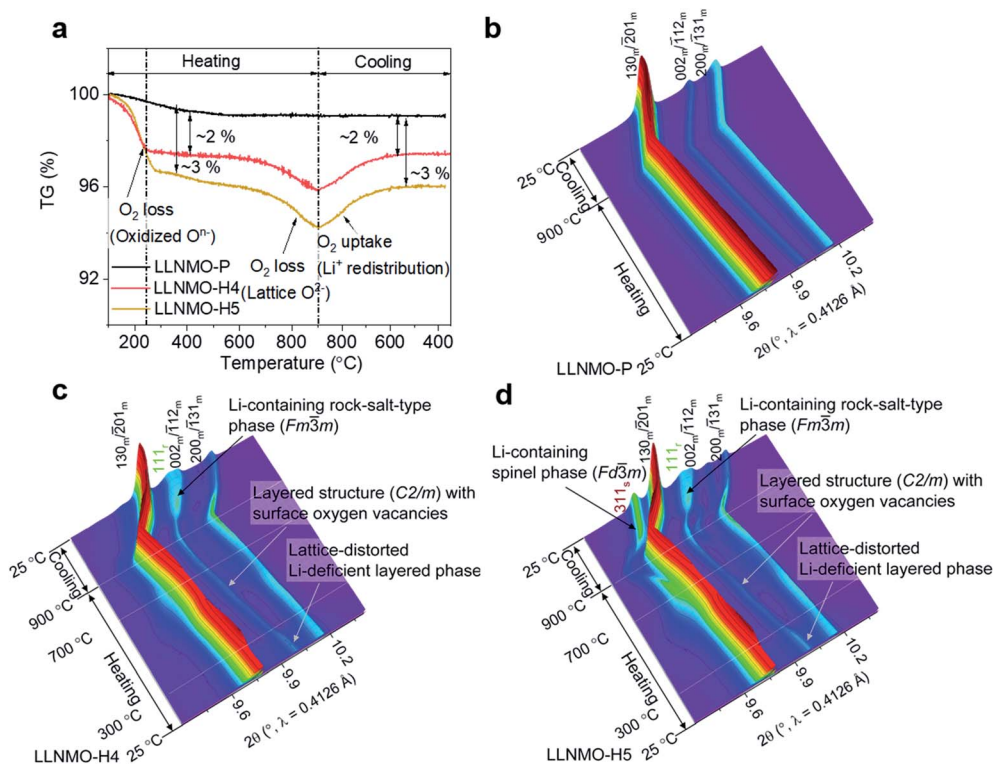 a
Heating
Cooling
100
96
92
TG (%)
~2 %
~3 %
~2 %
~3 %
O₂ loss
(Oxidized Oⁿ⁻)
O₂ loss
(Lattice O²⁻)
O₂ uptake
(Li⁺ redistribution)
LLNMO-P
LLNMO-H4
LLNMO-H5
200 400 600 800 800 600 400
Temperature (°C)
b
130ₘ/2̅01ₘ
002ₘ/1̅12ₘ
200ₘ/1̅31ₘ
25 °C
Cooling
900 °C
Heating
25 °C
LLNMO-P
9.6
9.9
10.2
2θ (°, λ = 0.4126 Å)
c
130ₘ/2̅01ₘ
111ᵣ
002ₘ/1̅12ₘ
200ₘ/1̅31ₘ
Li-containing rock-salt-type
phase (Fm3̅m)
Layered structure (C2/m) with
surface oxygen vacancies
Lattice-distorted
Li-deficient layered phase
25 °C
Cooling
900 °C
700 °C
Heating
300 °C
25 °C
LLNMO-H4
9.6
9.9
10.2
2θ (°, λ = 0.4126 Å)
d
Li-containing
spinel phase (Fd3̅m)
311ₛ
130ₘ/2̅01ₘ
111ᵣ
002ₘ/1̅12ₘ
200ₘ/1̅31ₘ
Li-containing rock-salt-type
phase (Fm3̅m)
Layered structure (C2/m) with
surface oxygen vacancies
Lattice-distorted
Li-deficient layered phase
25 °C
Cooling
900 °C
700 °C
Heating
300 °C
25 °C
LLNMO-H5
9.6
9.9
10.2
2θ (°, λ = 0.4126 Å)